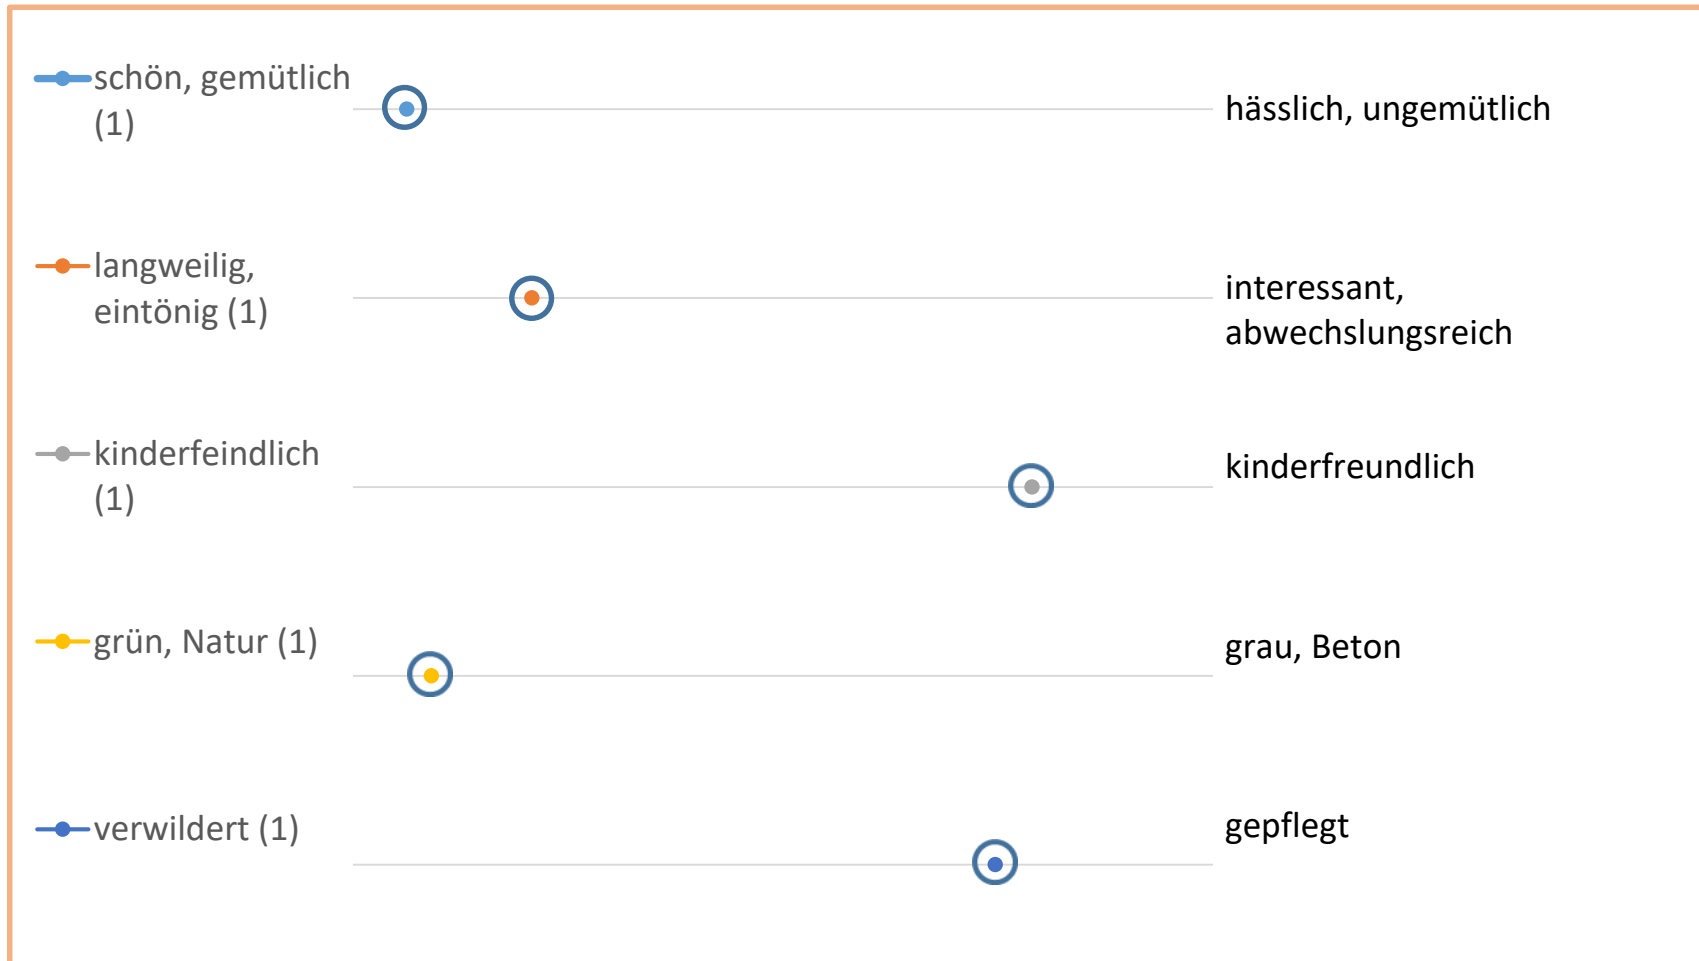 schön, gemütlich
(1)
hässlich, ungemütlich
langweilig,
eintönig (1)
interessant,
abwechslungsreich
kinderfeindlich
(1)
kinderfreundlich
grün, Natur (1)
grau, Beton
verwildert (1)
gepflegt